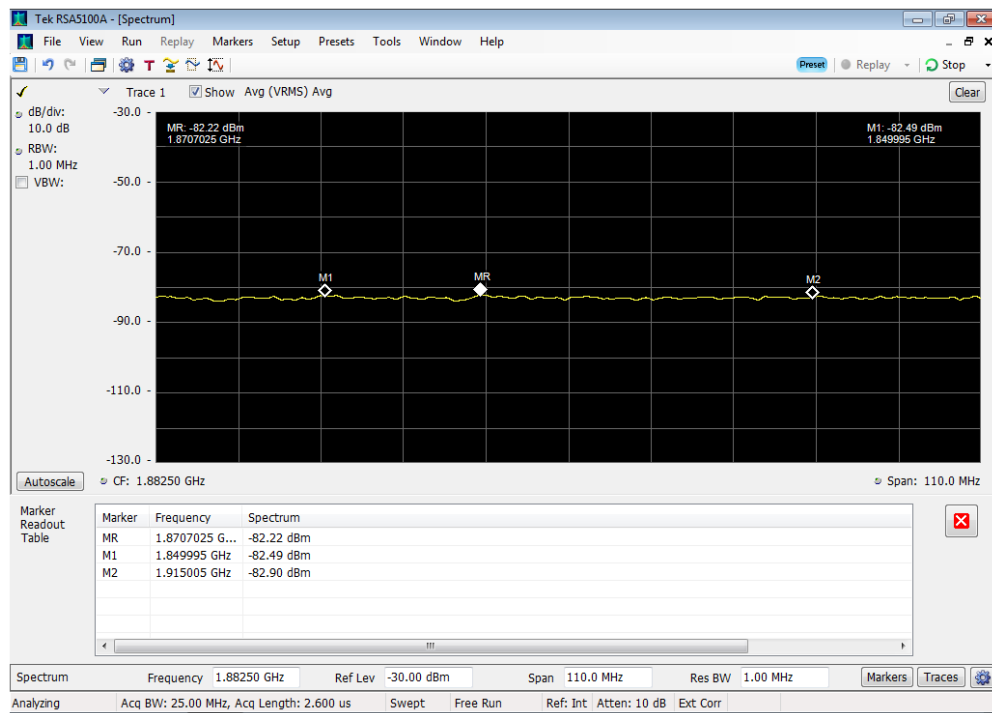 Tek RSA5100A - [Spectrum]
File View Run Replay Markers Setup Presets Tools Window Help
Preset Replay Stop
Trace 1 Show Avg (VRMS) Avg Clear
dB/div:
10.0 dB
RBW:
1.00 MHz
VBW:
-30.0
-50.0
-70.0
-90.0
-110.0
-130.0
MR: -82.22 dBm
1.8707025 GHz
M1: -82.49 dBm
1.849995 GHz
M1 MR M2
Autoscale CF: 1.88250 GHz Span: 110.0 MHz
Marker
Readout
Table
Marker Frequency Spectrum
MR 1.8707025 G... -82.22 dBm
M1 1.849995 GHz -82.49 dBm
M2 1.915005 GHz -82.90 dBm
Spectrum Frequency 1.88250 GHz Ref Lev -30.00 dBm Span 110.0 MHz Res BW 1.00 MHz Markers Traces
Analyzing Acq BW: 25.00 MHz, Acq Length: 2.600 us Swept Free Run Ref: Int Atten: 10 dB Ext Corr